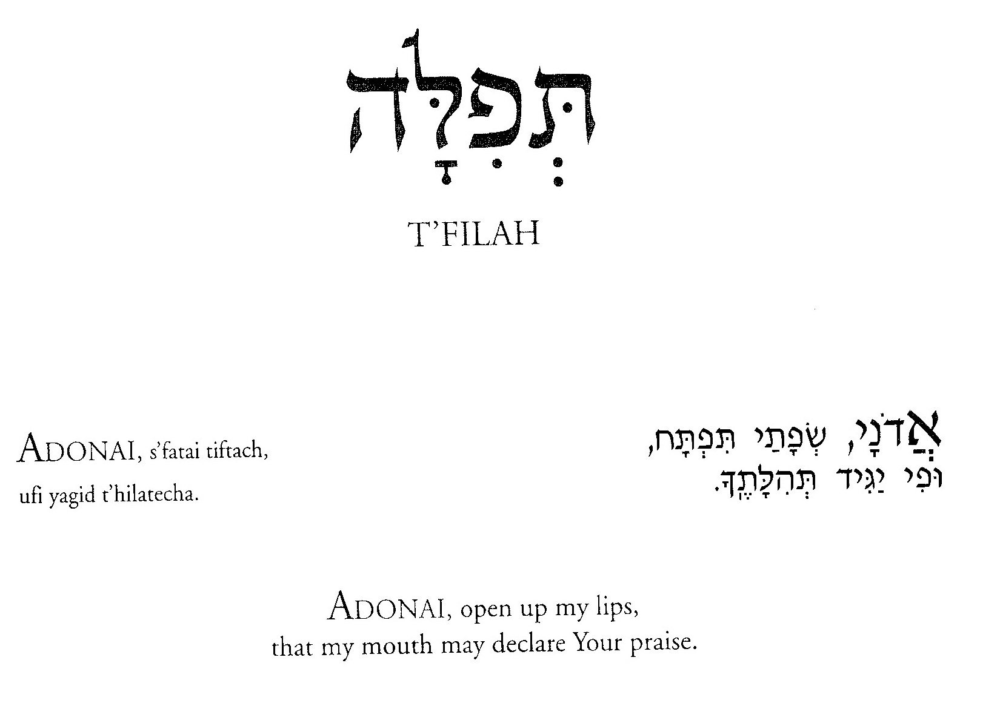 תְּפִלָּה
T’FILAH
אֲדֹנָי, שְׂפָתַי תִּפְתָּח,
וּפִי יַגִּיד תְּהִלָּתֶךָ.
ADONAI, s’fatai tiftach,
ufi yagid t’hilatecha.
ADONAI, open up my lips,
that my mouth may declare Your praise.